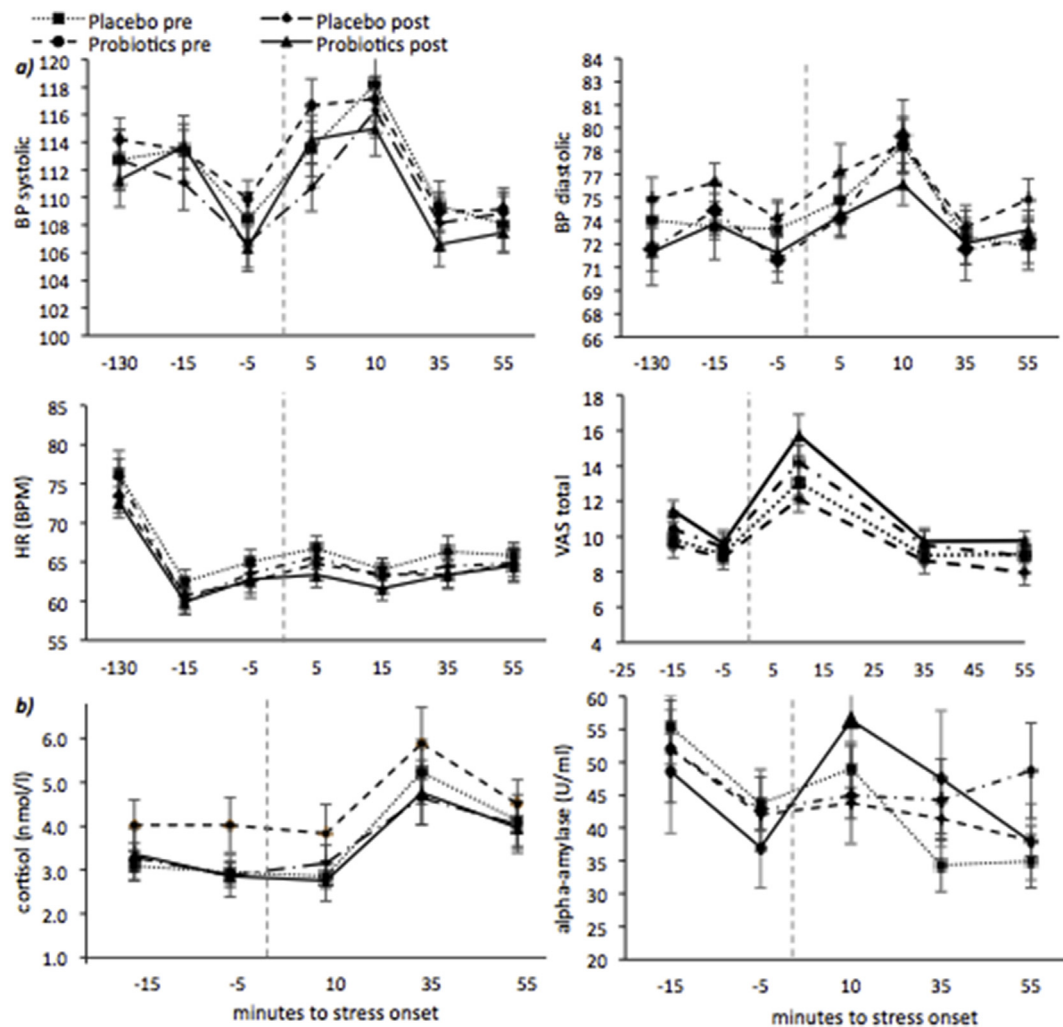 Placebo pre
Placebo post
Probiotics pre
Probiotics post
a)
BP systolic
120
118
116
114
112
110
108
106
104
102
100
-130 -15 -5 5 10 35 55
BP diastolic
84
83
81
80
78
77
75
74
72
71
69
68
66
-130 -15 -5 5 10 35 55
HR (BPM)
85
80
75
70
65
60
55
-130 -15 -5 5 15 35 55
VAS total
18
16
14
12
10
8
6
4
-25 -15 -5 5 15 25 35 45 55
b)
cortisol (nmol/l)
6.0
5.0
4.0
3.0
2.0
1.0
-15 -5 10 35 55
minutes to stress onset
alpha-amylase (U/ml)
60
55
50
45
40
35
30
25
20
-15 -5 10 35 55
minutes to stress onset